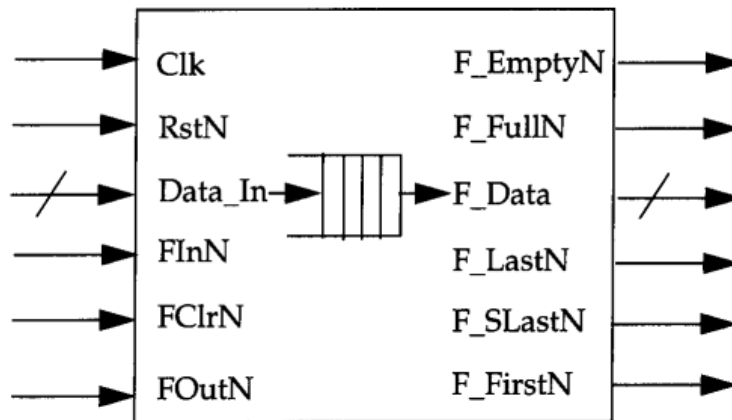 Clk F_EmptyN
RstN F_FullN
Data_In F_Data
FInN F_LastN
FClrN F_SLastN
FOutN F_FirstN